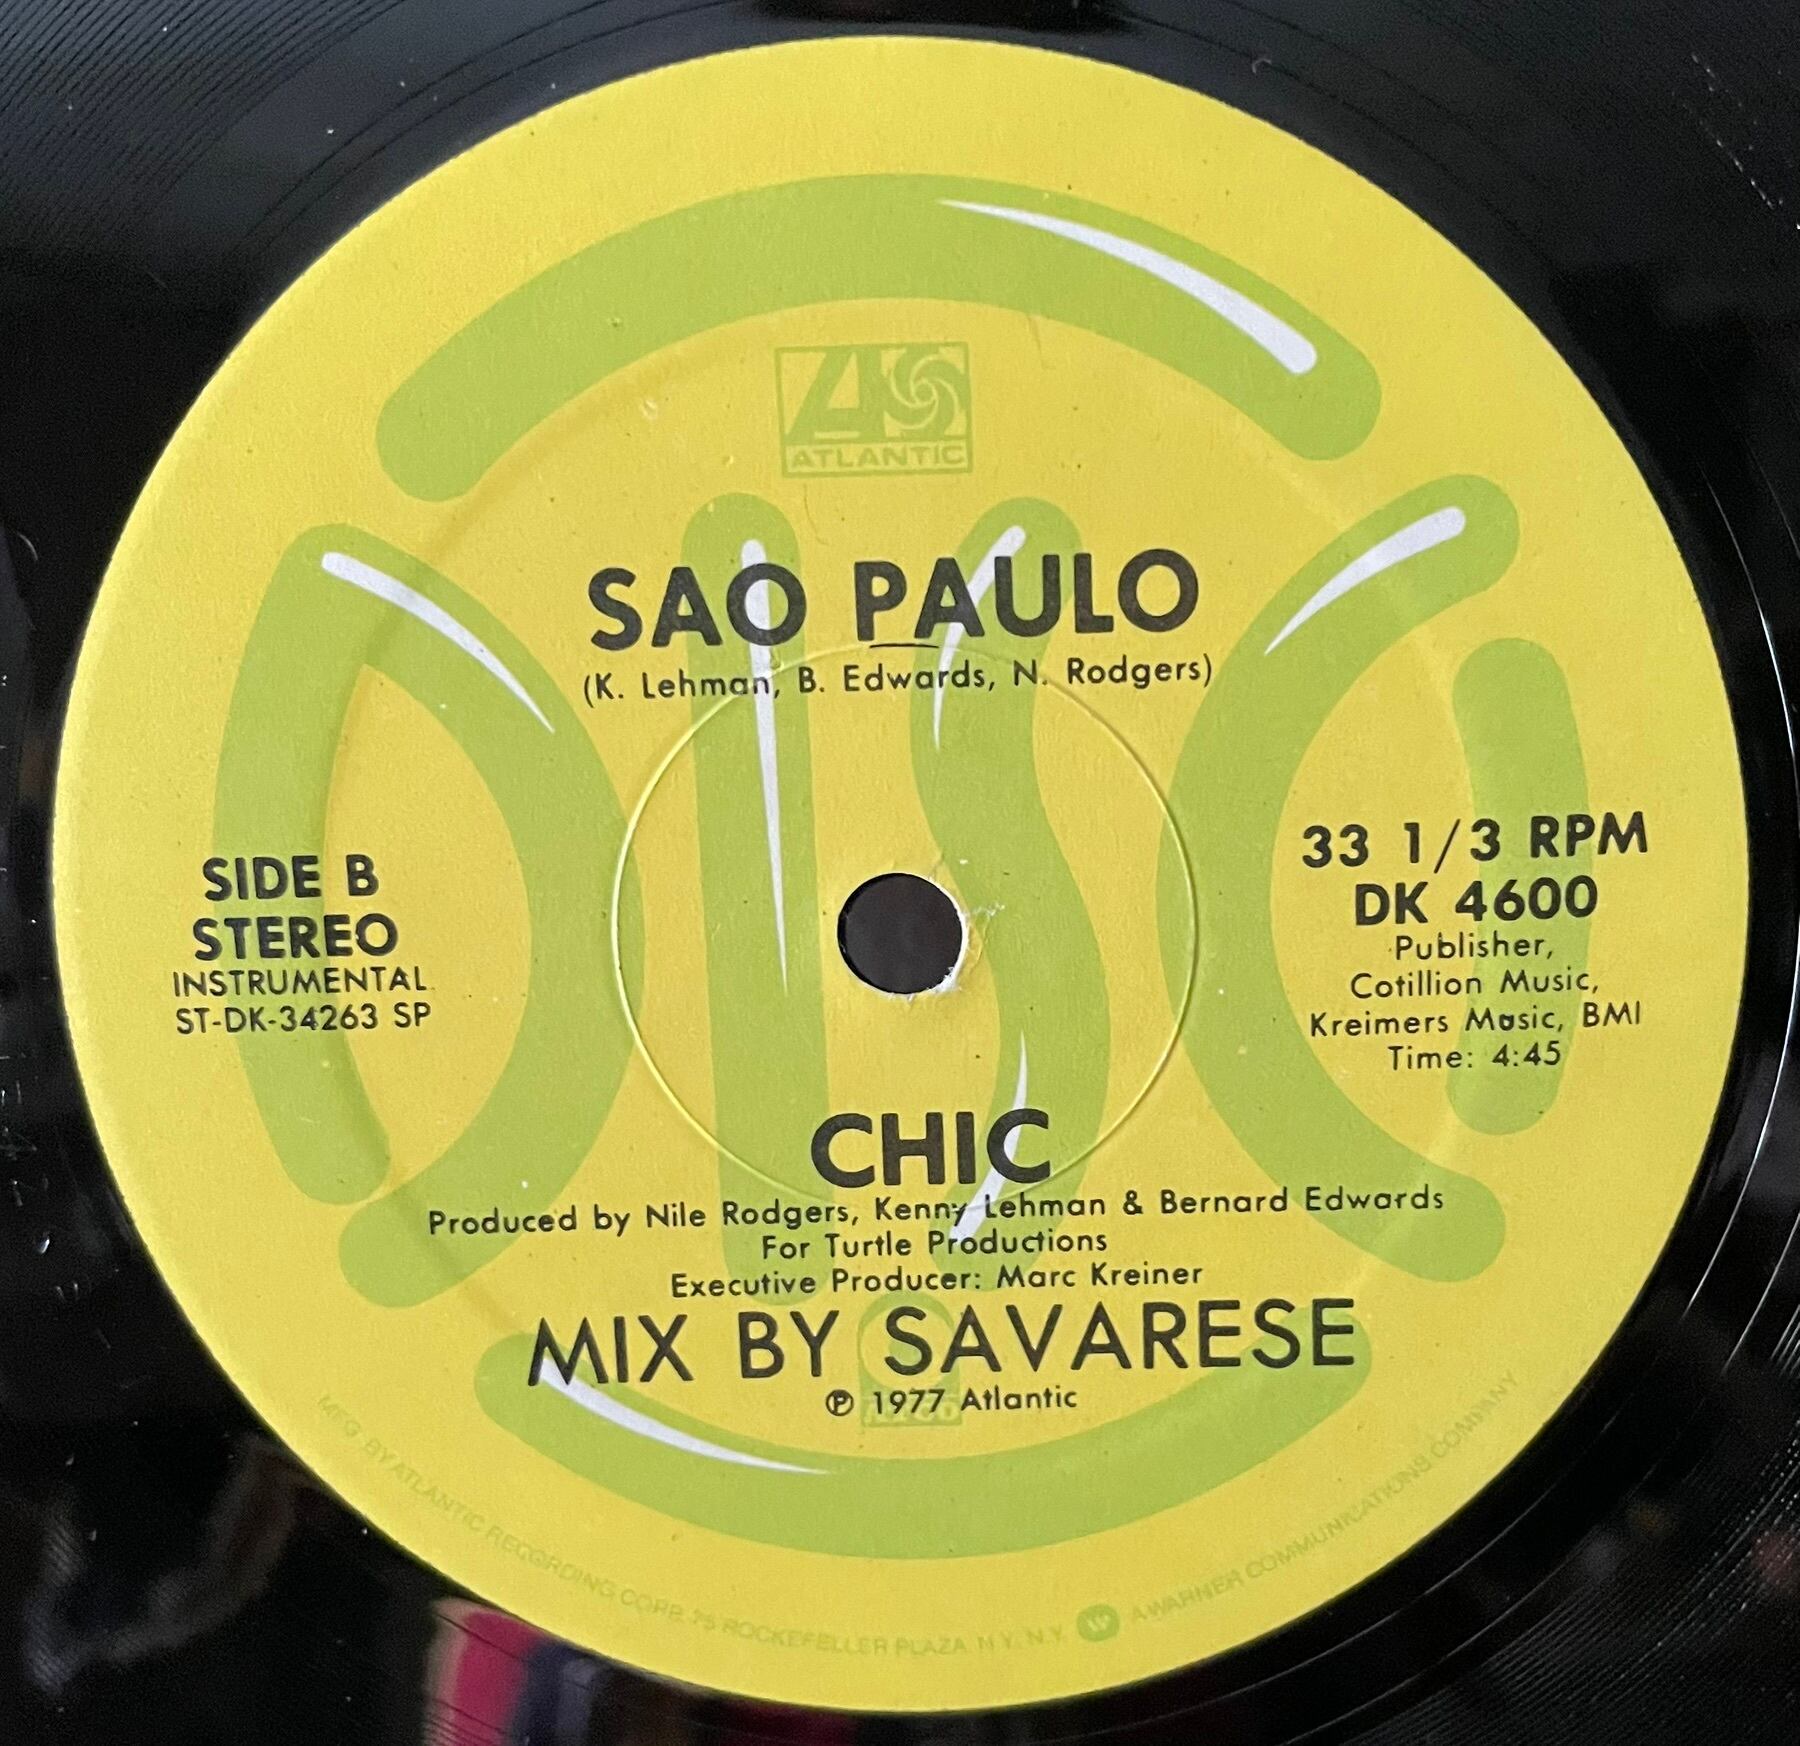 ATLANTIC
SAO PAULO
(K. Lehman, B. Edwards, N. Rodgers)
SIDE B
STEREO
INSTRUMENTAL
ST-DK-34263 SP
33 1/3 RPM
DK 4600
Publisher,
Cotillion Music,
Kreimers Music, BMI
Time: 4:45
DISCO
CHIC
Produced by Nile Rodgers, Kenny Lehman & Bernard Edwards
For Turtle Productions
Executive Producer: Marc Kreiner
MIX BY SAVARESE
℗ 1977 Atlantic
MFG. BY ATLANTIC RECORDING CORP. 75 ROCKEFELLER PLAZA, N.Y. N.Y. A WARNER COMMUNICATIONS COMPANY